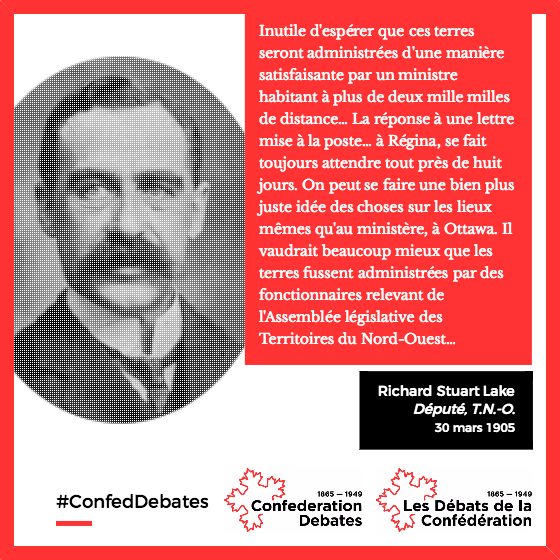 Inutile d'espérer que ces terres
seront administrées d'une manière
satisfaisante par un ministre
habitant à plus de deux mille milles
de distance... La réponse à une lettre
mise à la poste... à Régina, se fait
toujours attendre tout près de huit
jours. On peut se faire une bien plus
juste idée des choses sur les lieux
mêmes qu'au ministère, à Ottawa. Il
vaudrait beaucoup mieux que les
terres fussent administrées par des
fonctionnaires relevant de
l'Assemblée législative des
Territoires du Nord-Ouest...
Richard Stuart Lake
Député, T.N.-O.
30 mars 1905
#ConfedDebates
1865 — 1949
Confederation
Debates
1865 — 1949
Les Débats de la
Confédération